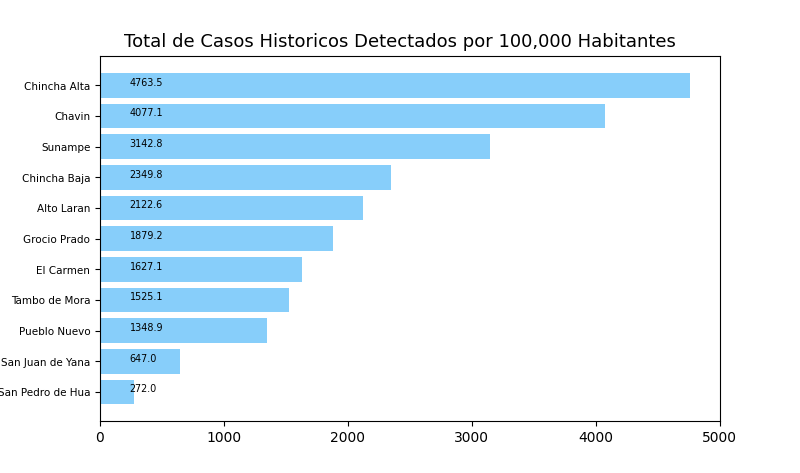 Total de Casos Historicos Detectados por 100,000 Habitantes
Chincha Alta 4763.5
Chavin 4077.1
Sunampe 3142.8
Chincha Baja 2349.8
Alto Laran 2122.6
Grocio Prado 1879.2
El Carmen 1627.1
Tambo de Mora 1525.1
Pueblo Nuevo 1348.9
San Juan de Yana 647.0
San Pedro de Hua 272.0
0 1000 2000 3000 4000 5000